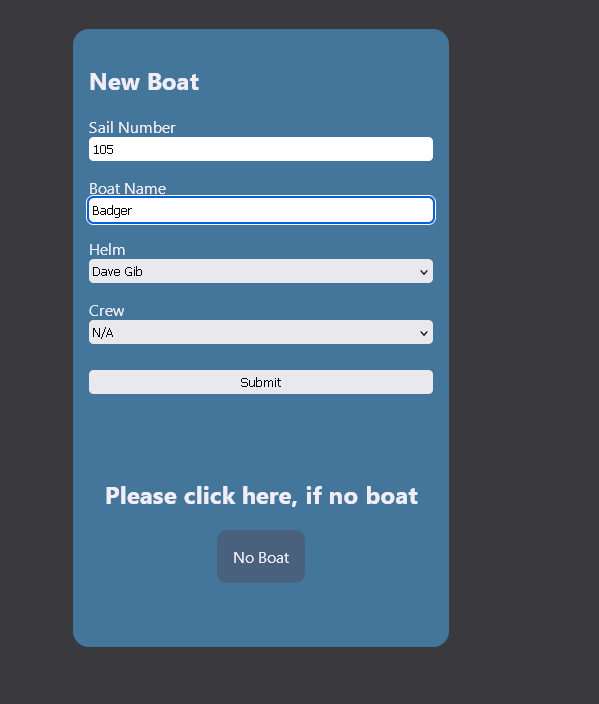 New Boat
Sail Number
105
Boat Name
Badger
Helm
Dave Gib
Crew
N/A
Submit
Please click here, if no boat
No Boat